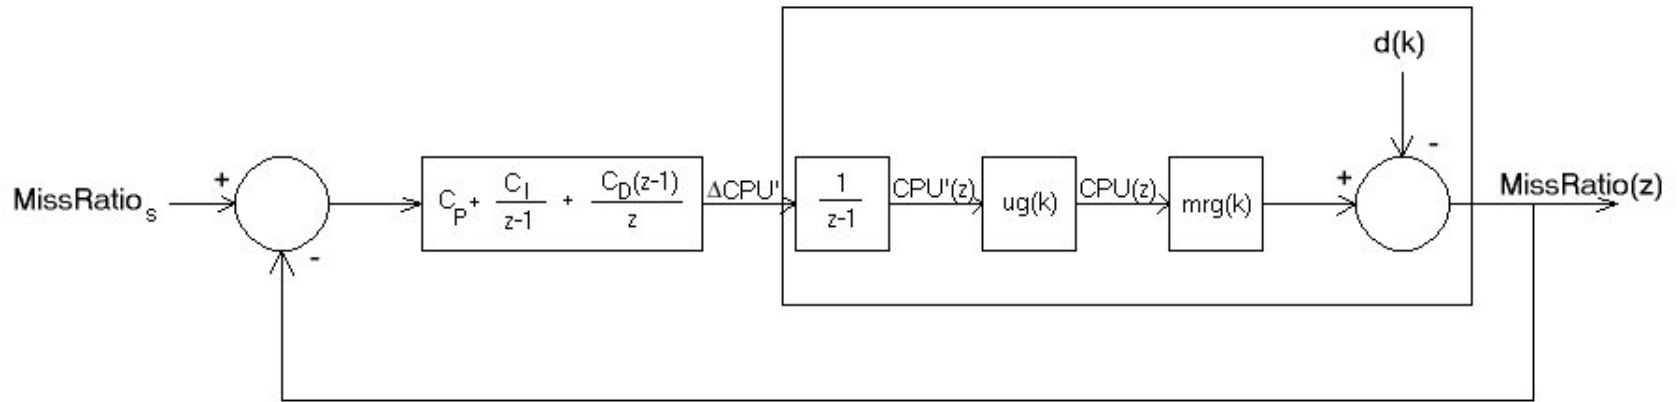 d(k)
-
+
MissRatio_S
-
C_P + C_I/(z-1) + C_D(z-1)/z
ΔCPU'
1/(z-1)
CPU'(z)
ug(k)
CPU(z)
mrg(k)
+
MissRatio(z)